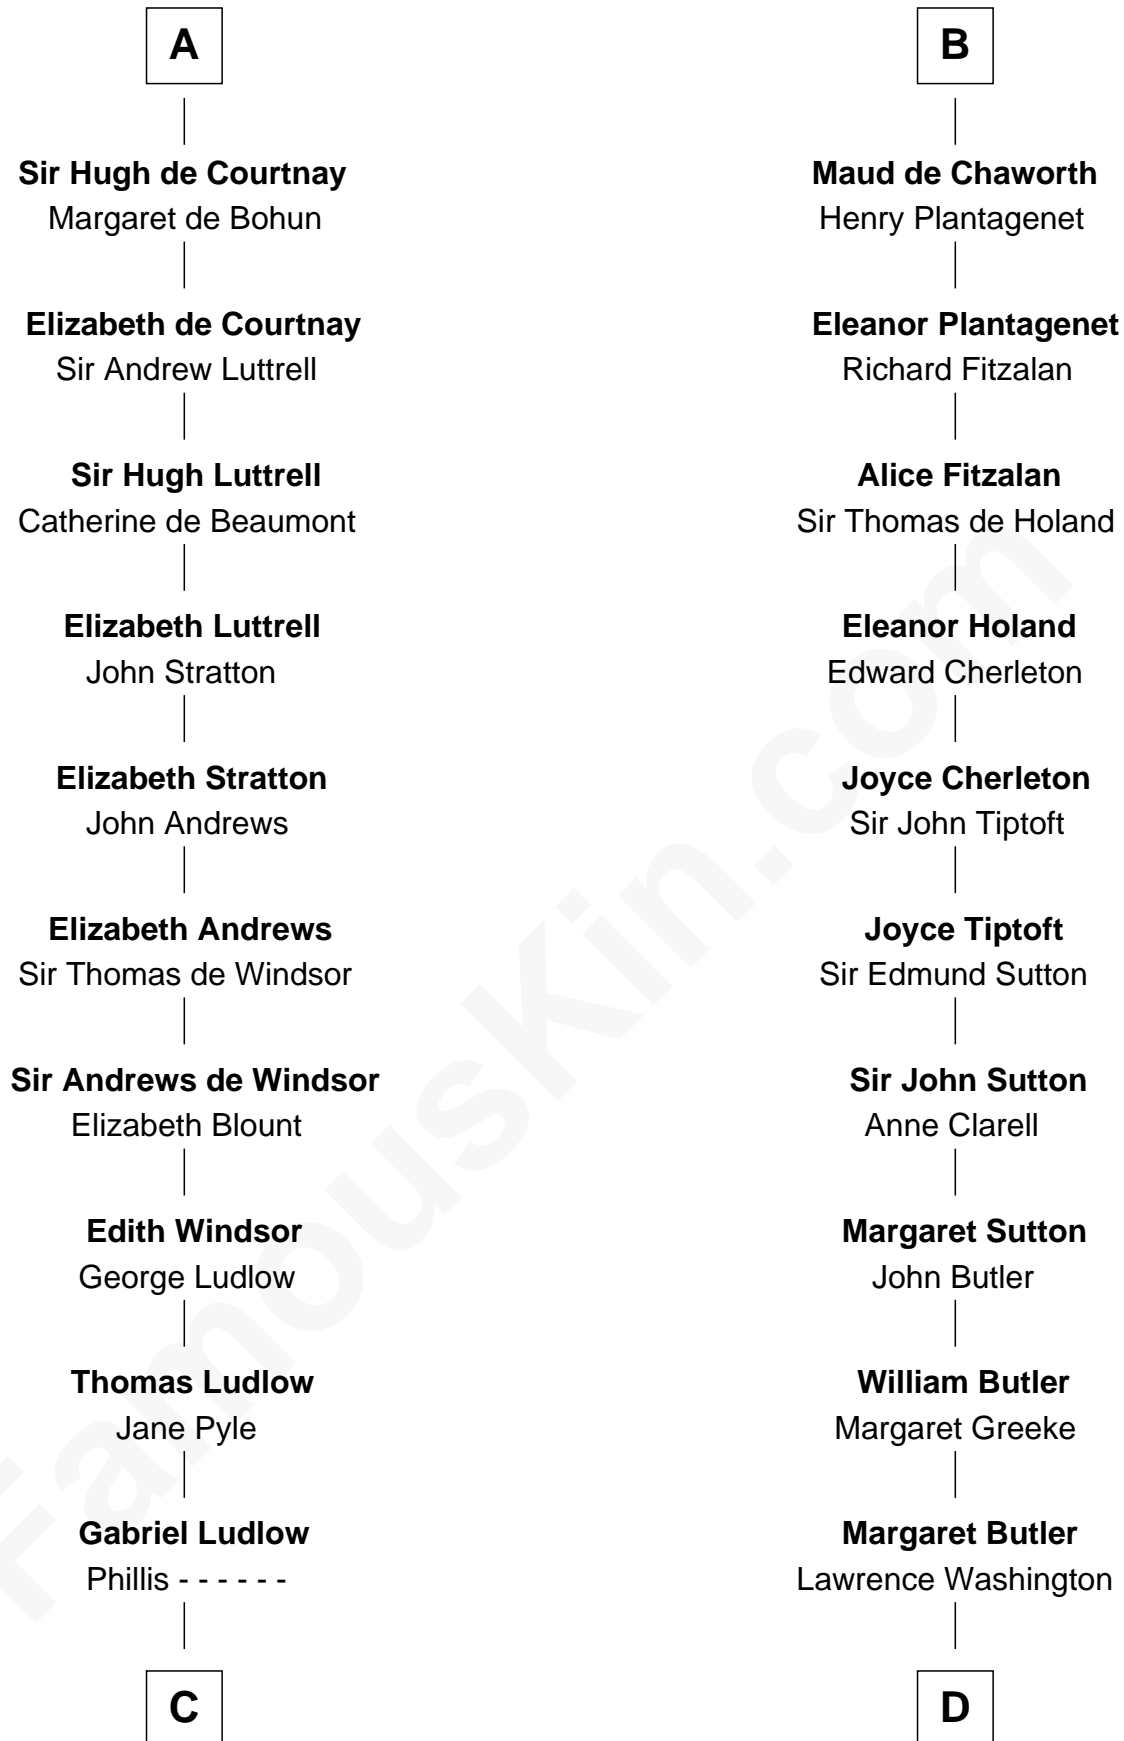 A
Sir Hugh de Courtnay
Margaret de Bohun
Elizabeth de Courtnay
Sir Andrew Luttrell
Sir Hugh Luttrell
Catherine de Beaumont
Elizabeth Luttrell
John Stratton
Elizabeth Stratton
John Andrews
Elizabeth Andrews
Sir Thomas de Windsor
Sir Andrews de Windsor
Elizabeth Blount
Edith Windsor
George Ludlow
Thomas Ludlow
Jane Pyle
Gabriel Ludlow
Phillis - - - - - -
C
B
Maud de Chaworth
Henry Plantagenet
Eleanor Plantagenet
Richard Fitzalan
Alice Fitzalan
Sir Thomas de Holand
Eleanor Holand
Edward Cherleton
Joyce Cherleton
Sir John Tiptoft
Joyce Tiptoft
Sir Edmund Sutton
Sir John Sutton
Anne Clarell
Margaret Sutton
John Butler
William Butler
Margaret Greeke
Margaret Butler
Lawrence Washington
D
FamousKin.com